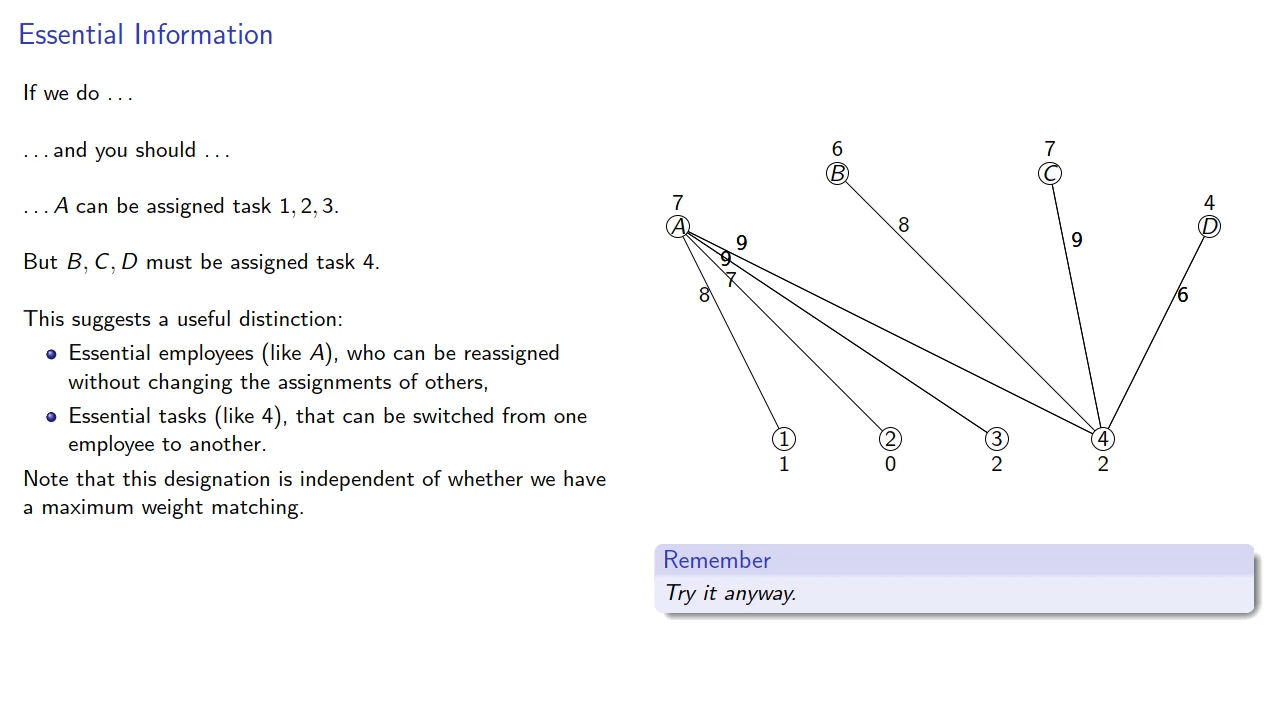 Essential Information
If we do . . .
. . . and you should . . .
. . . A can be assigned task 1, 2, 3.
But B, C, D must be assigned task 4.
This suggests a useful distinction:
Essential employees (like A), who can be reassigned
without changing the assignments of others,
Essential tasks (like 4), that can be switched from one
employee to another.
Note that this designation is independent of whether we have
a maximum weight matching.
6 7
B C
7 4
A D
8 9
9
9
7
8 6
1 2 3 4
1 0 2 2
Remember
Try it anyway.